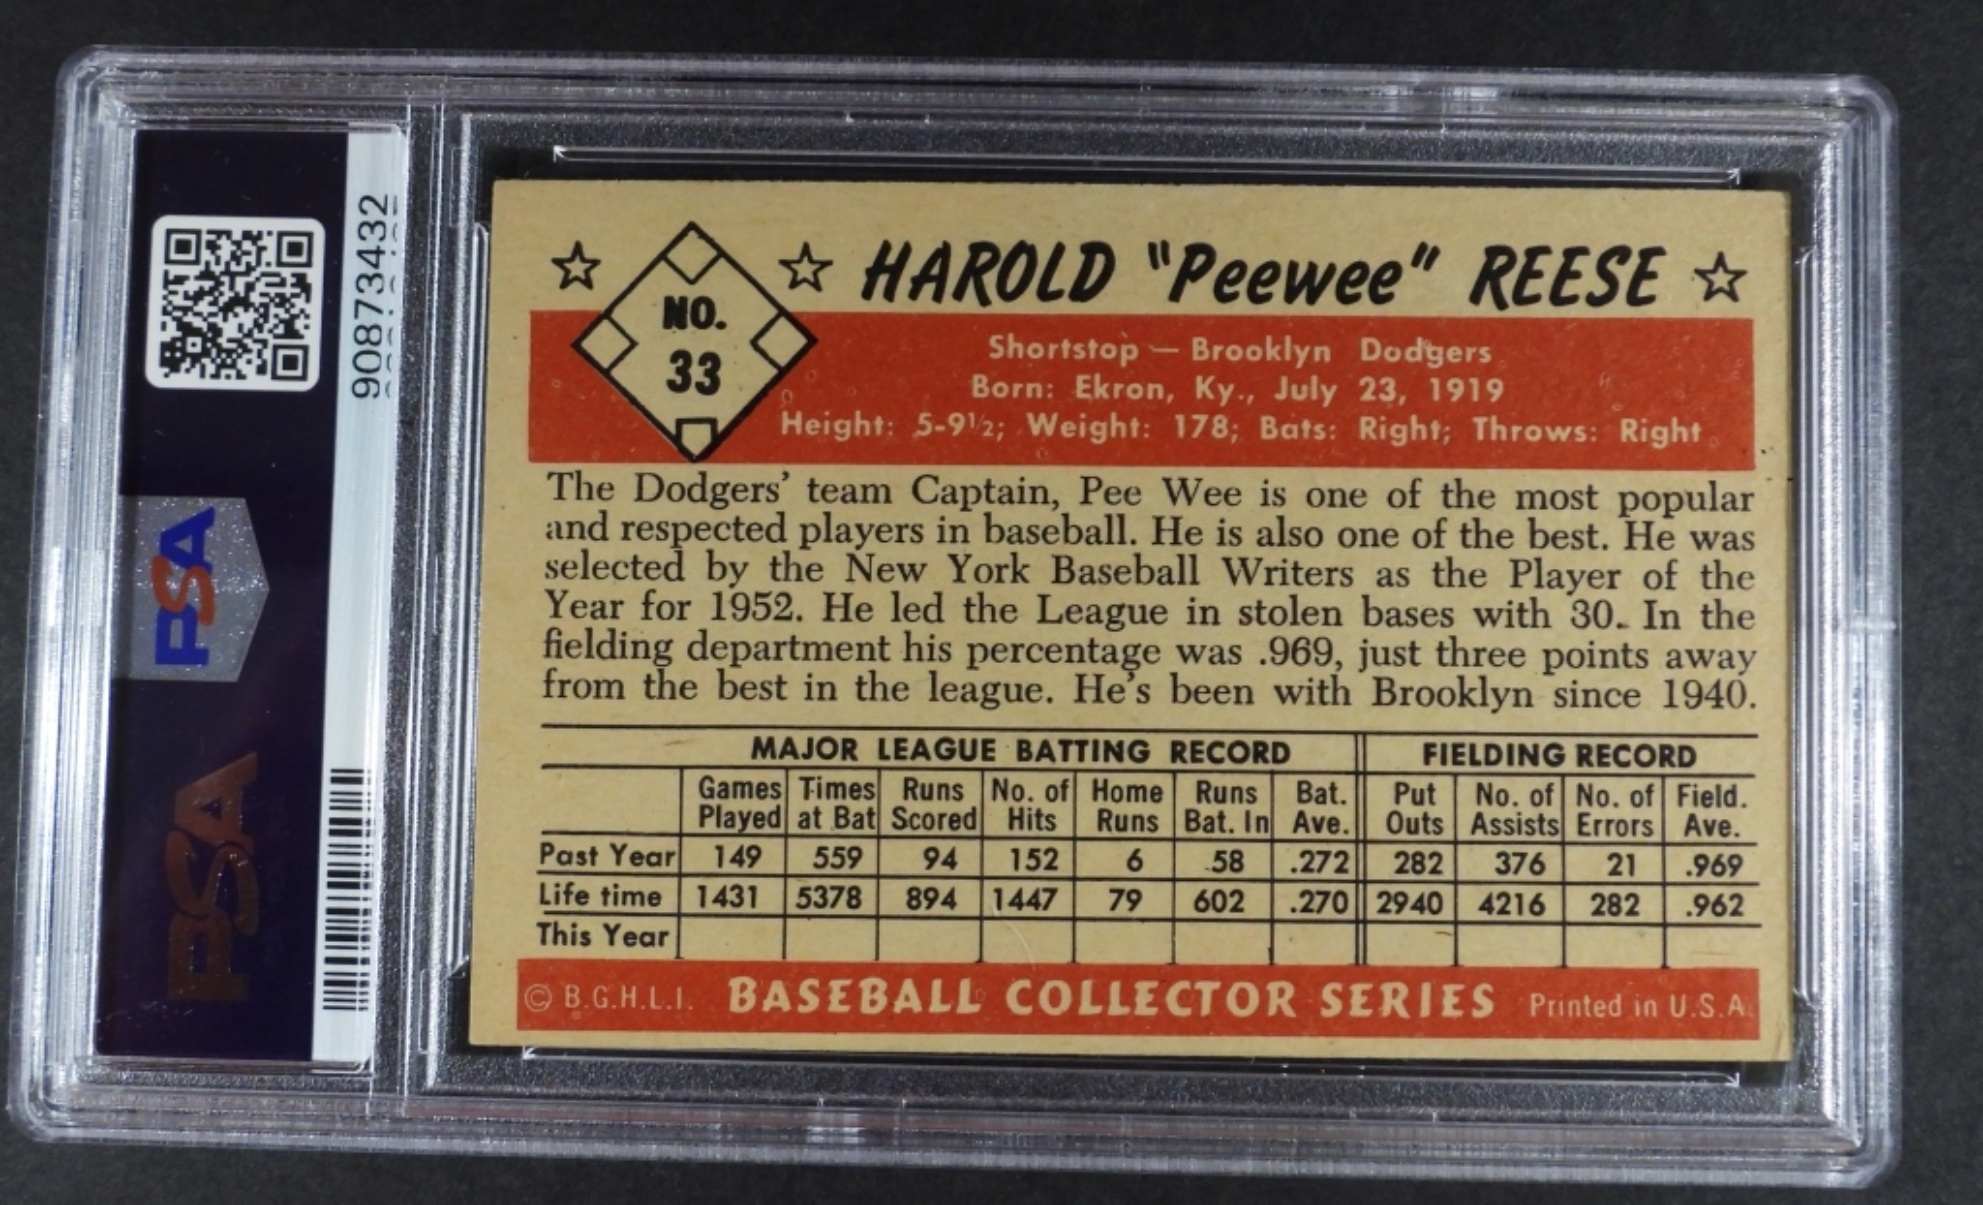 90873432
PSA
PSA
HAROLD "Peewee" REESE
NO.
33
Shortstop — Brooklyn Dodgers
Born: Ekron, Ky., July 23, 1919
Height: 5-9½; Weight: 178; Bats: Right; Throws: Right
The Dodgers' team Captain, Pee Wee is one of the most popular
and respected players in baseball. He is also one of the best. He was
selected by the New York Baseball Writers as the Player of the
Year for 1952. He led the League in stolen bases with 30. In the
fielding department his percentage was .969, just three points away
from the best in the league. He's been with Brooklyn since 1940.
MAJOR LEAGUE BATTING RECORD FIELDING RECORD
Games Times Runs No. of Home Runs Bat. Put No. of No. of Field.
Played at Bat Scored Hits Runs Bat. In Ave. Outs Assists Errors Ave.
Past Year 149 559 94 152 6 58 .272 282 376 21 .969
Life time 1431 5378 894 1447 79 602 .270 2940 4216 282 .962
This Year
© B.G.H.L.I. BASEBALL COLLECTOR SERIES Printed in U.S.A.